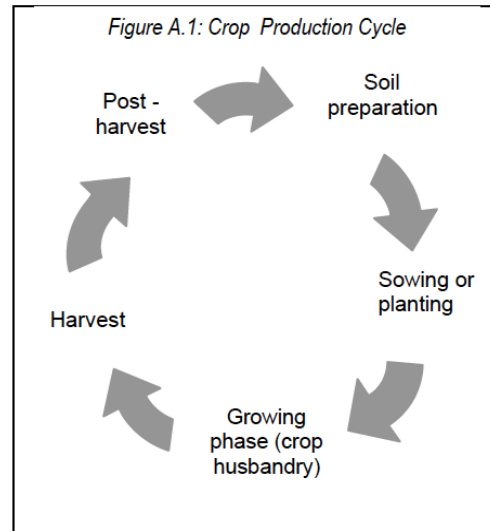 Figure A.1: Crop Production Cycle
Soil
preparation
Sowing or
planting
Growing
phase (crop
husbandry)
Harvest
Post -
harvest